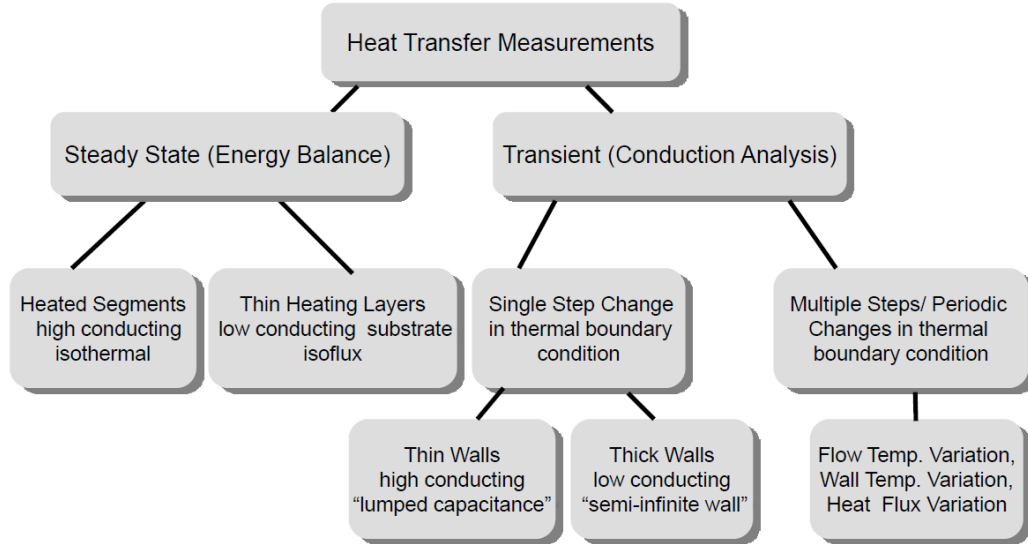 Heat Transfer Measurements
Steady State (Energy Balance)
Transient (Conduction Analysis)
Heated Segments
high conducting
isothermal
Thin Heating Layers
low conducting substrate
isoflux
Single Step Change
in thermal boundary
condition
Multiple Steps/ Periodic
Changes in thermal
boundary condition
Thin Walls
high conducting
“lumped capacitance”
Thick Walls
low conducting
“semi-infinite wall”
Flow Temp. Variation,
Wall Temp. Variation,
Heat Flux Variation